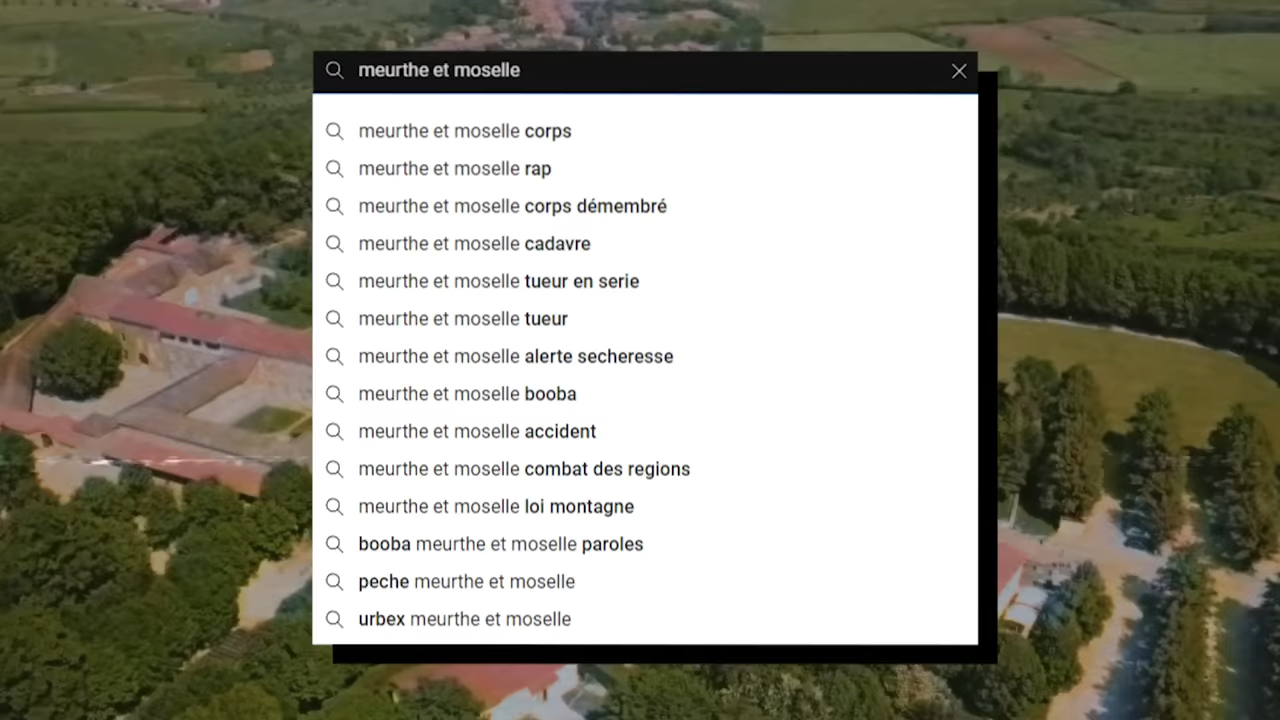 meurthe et moselle
meurthe et moselle corps
meurthe et moselle rap
meurthe et moselle corps démembré
meurthe et moselle cadavre
meurthe et moselle tueur en serie
meurthe et moselle tueur
meurthe et moselle alerte secheresse
meurthe et moselle booba
meurthe et moselle accident
meurthe et moselle combat des regions
meurthe et moselle loi montagne
booba meurthe et moselle paroles
peche meurthe et moselle
urbex meurthe et moselle